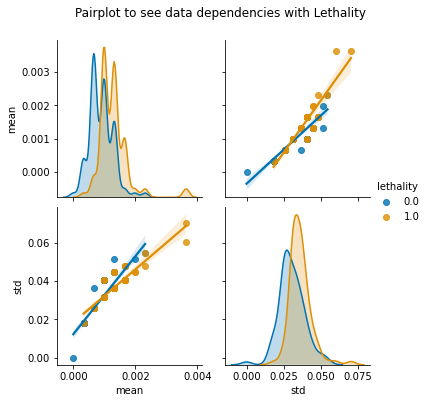 Pairplot to see data dependencies with Lethality
0.003
0.002
0.001
0.000
mean
lethality
0.0
1.0
0.06
0.04
0.02
0.00
std
0.000 0.002 0.004
mean
0.000 0.025 0.050 0.075
std